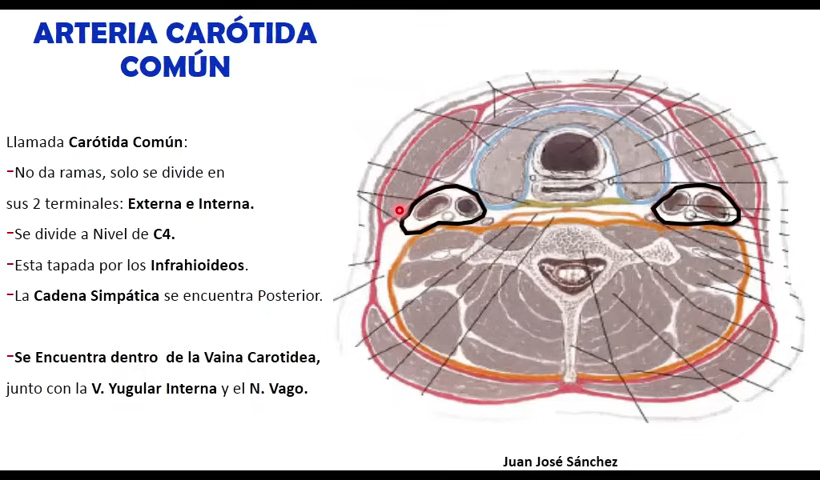 ARTERIA CARÓTIDA
COMÚN
Llamada Carótida Común:
-No da ramas, solo se divide en
sus 2 terminales: Externa e Interna.
-Se divide a Nivel de C4.
-Esta tapada por los Infrahioideos.
-La Cadena Simpática se encuentra Posterior.
-Se Encuentra dentro de la Vaina Carotidea,
junto con la V. Yugular Interna y el N. Vago.
Juan José Sánchez